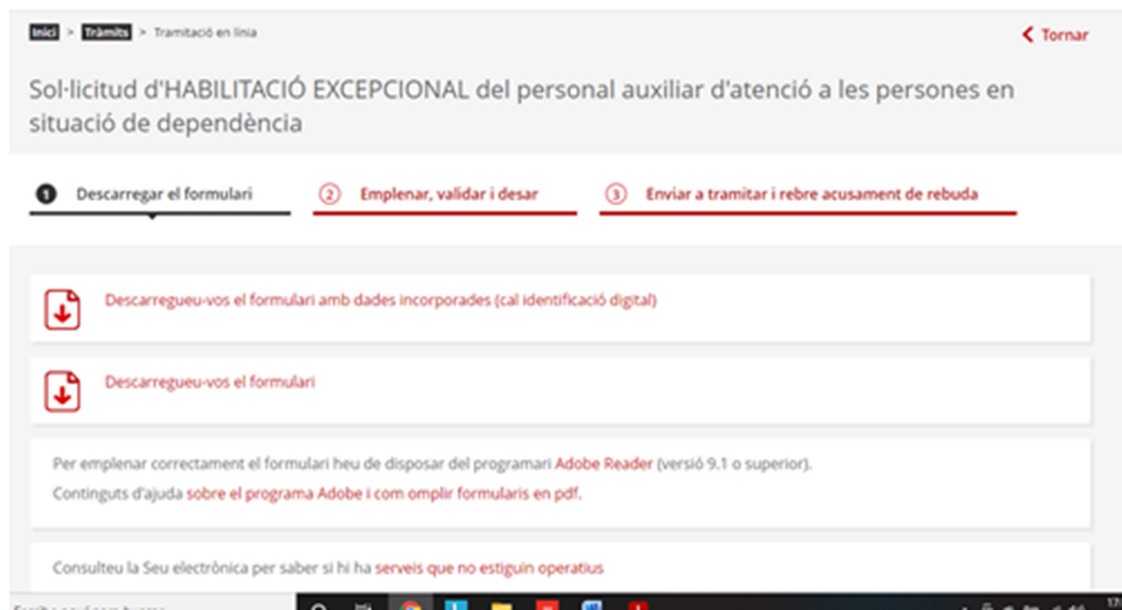 Inici > Tràmits > Tramitació en línia
Tornar
Sol·licitud d'HABILITACIÓ EXCEPCIONAL del personal auxiliar d'atenció a les persones en
situació de dependència
1 Descarregar el formulari
2 Emplenar, validar i desar
3 Enviar a tramitar i rebre acusament de rebuda
Descarregueu-vos el formulari amb dades incorporades (cal identificació digital)
Descarregueu-vos el formulari
Per emplenar correctament el formulari heu de disposar del programari Adobe Reader (versió 9.1 o superior).
Continguts d'ajuda sobre el programa Adobe i com omplir formularis en pdf.
Consulteu la Seu electrònica per saber si hi ha serveis que no estiguin operatius